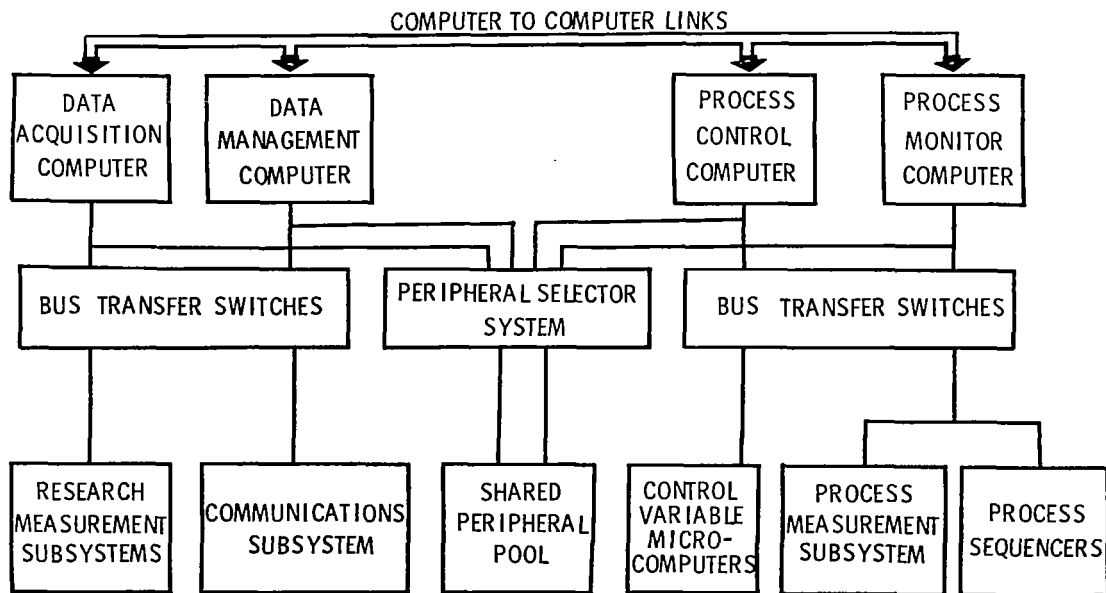 COMPUTER TO COMPUTER LINKS
DATA
ACQUISITION
COMPUTER
DATA
MANAGEMENT
COMPUTER
PROCESS
CONTROL
COMPUTER
PROCESS
MONITOR
COMPUTER
BUS TRANSFER SWITCHES
PERIPHERAL SELECTOR
SYSTEM
BUS TRANSFER SWITCHES
RESEARCH
MEASUREMENT
SUBSYSTEMS
COMMUNICATIONS
SUBSYSTEM
SHARED
PERIPHERAL
POOL
CONTROL
VARIABLE
MICRO-
COMPUTERS
PROCESS
MEASUREMENT
SUBSYSTEM
PROCESS
SEQUENCERS